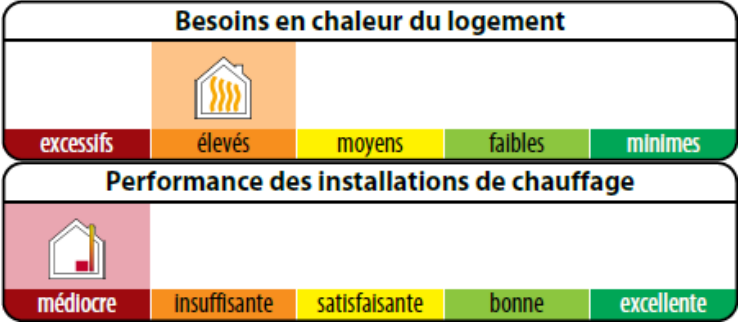 Besoins en chaleur du logement
excessifs élevés moyens faibles minimes
Performance des installations de chauffage
médiocre insuffisante satisfaisante bonne excellente